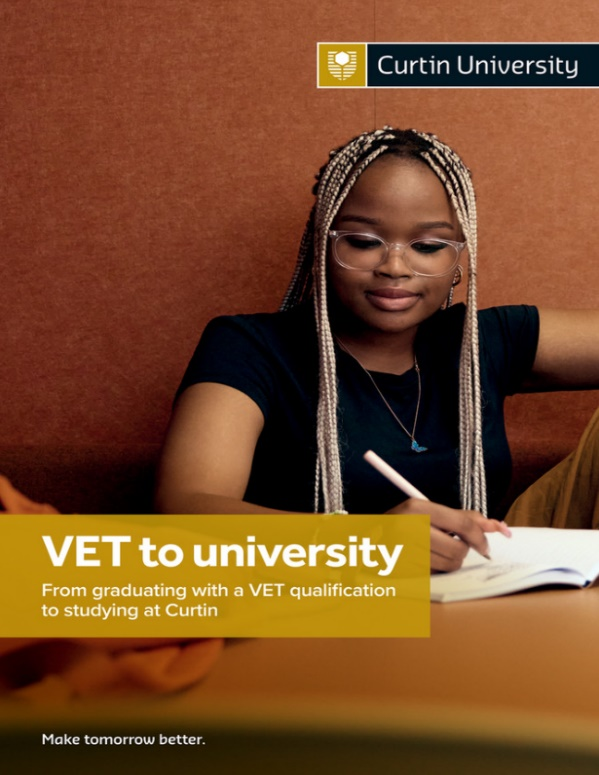 Curtin University
VET to university
From graduating with a VET qualification
to studying at Curtin
Make tomorrow better.